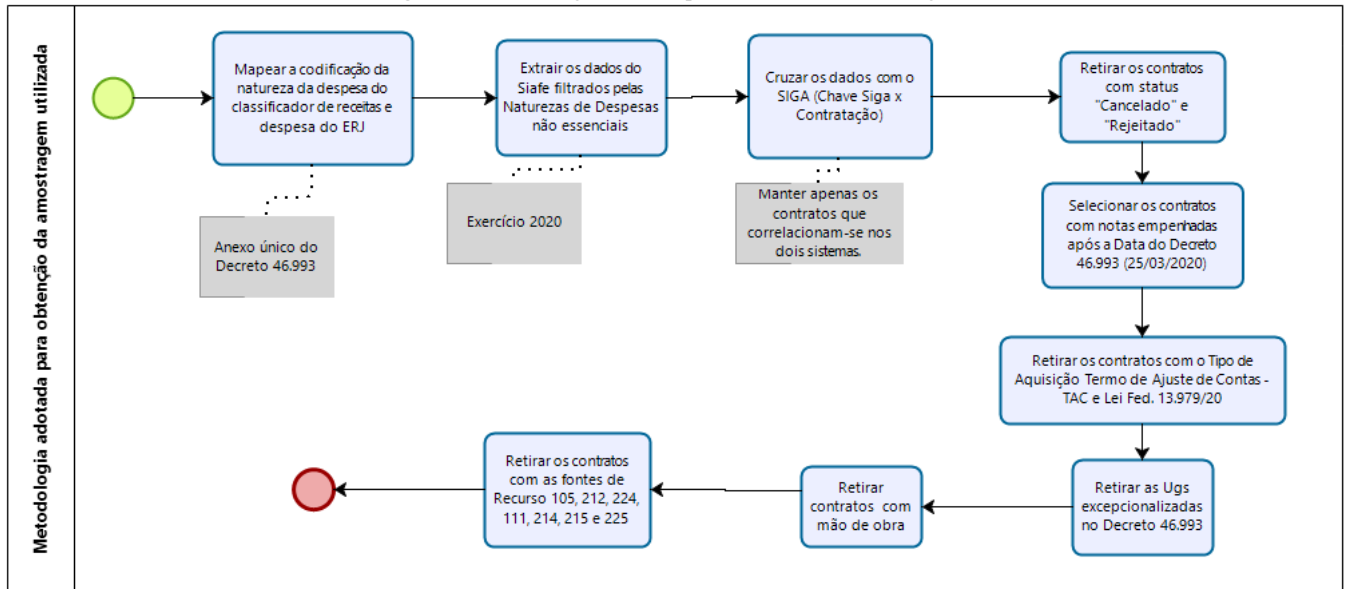 Metodologia adotada para obtenção da amostragem utilizada
Mapear a codificação da
natureza da despesa do
classificador de receitas e
despesa do ERJ
Anexo único do
Decreto 46.993
Extrair os dados do
Siafe filtrados pelas
Naturezas de Despesas
não essenciais
Exercício 2020
Cruzar os dados com o
SIGA (Chave Siga x
Contratação)
Manter apenas os
contratos que
correlacionam-se nos
dois sistemas.
Retirar os contratos
com status
"Cancelado" e
"Rejeitado"
Selecionar os contratos
com notas empenhadas
após a Data do Decreto
46.993 (25/03/2020)
Retirar os contratos com o Tipo de
Aquisição Termo de Ajuste de Contas -
TAC e Lei Fed. 13.979/20
Retirar as Ugs
excepcionalizadas
no Decreto 46.993
Retirar
contratos com
mão de obra
Retirar os contratos
com as fontes de
Recurso 105, 212, 224,
111, 214, 215 e 225